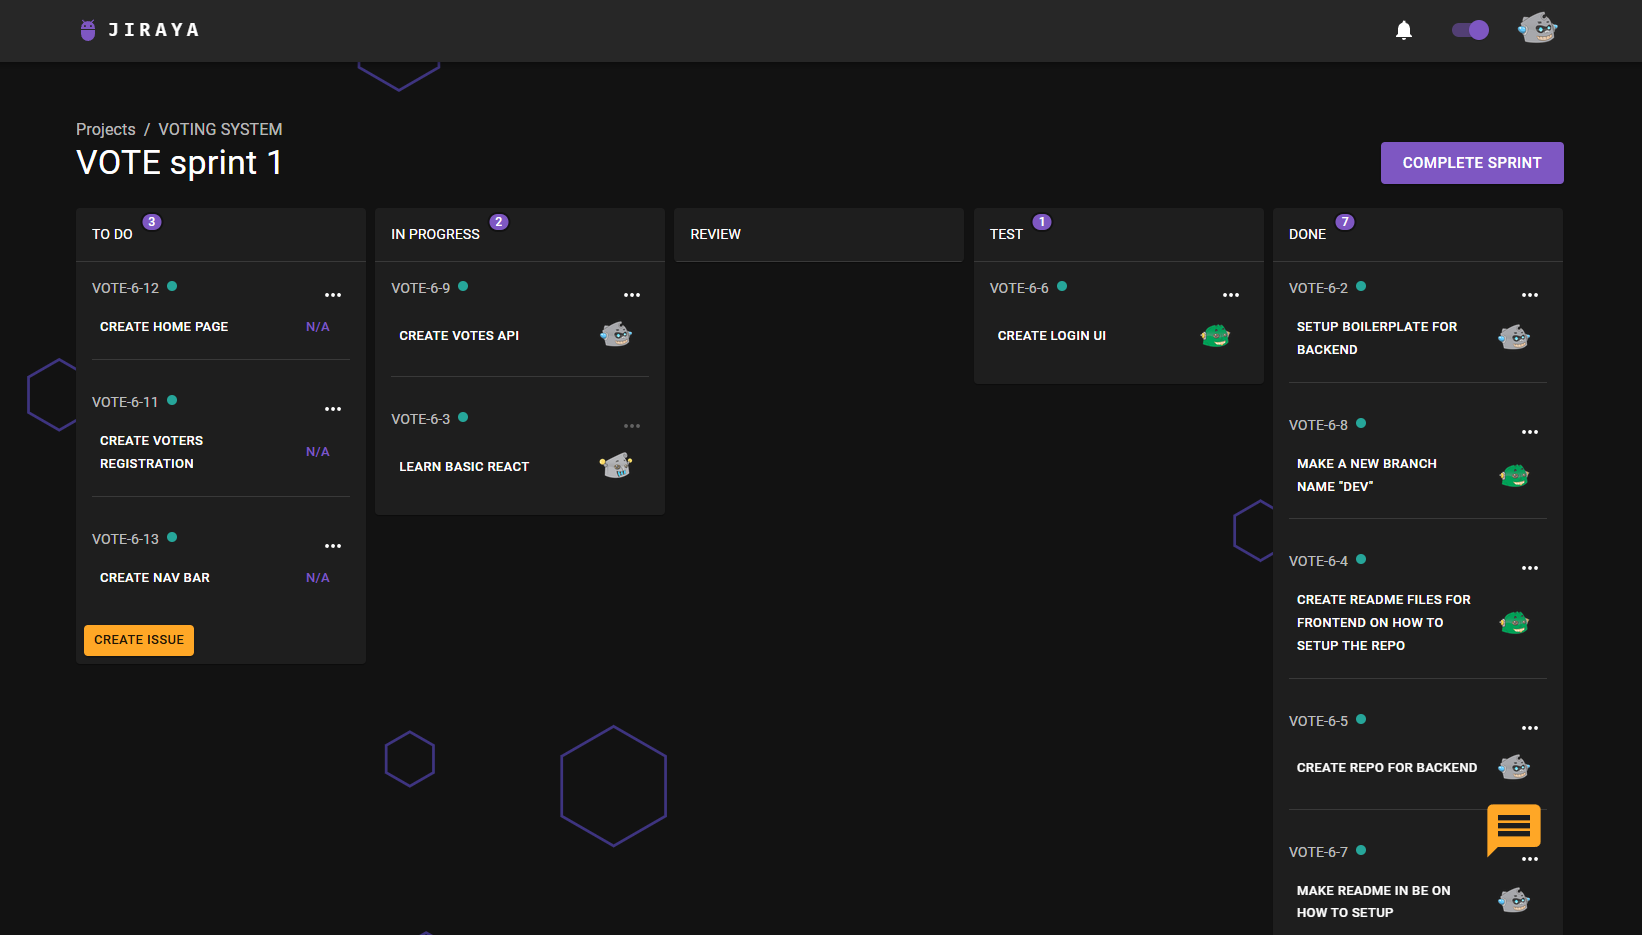 JIRAYA
Projects / VOTING SYSTEM
VOTE sprint 1
COMPLETE SPRINT
TO DO 3
VOTE-6-12
CREATE HOME PAGE N/A
VOTE-6-11
CREATE VOTERS
REGISTRATION
N/A
VOTE-6-13
CREATE NAV BAR N/A
CREATE ISSUE
IN PROGRESS 2
VOTE-6-9
CREATE VOTES API
VOTE-6-3
LEARN BASIC REACT
REVIEW
TEST 1
VOTE-6-6
CREATE LOGIN UI
DONE 7
VOTE-6-2
SETUP BOILERPLATE FOR
BACKEND
VOTE-6-8
MAKE A NEW BRANCH
NAME "DEV"
VOTE-6-4
CREATE README FILES FOR
FRONTEND ON HOW TO
SETUP THE REPO
VOTE-6-5
CREATE REPO FOR BACKEND
VOTE-6-7
MAKE README IN BE ON
HOW TO SETUP